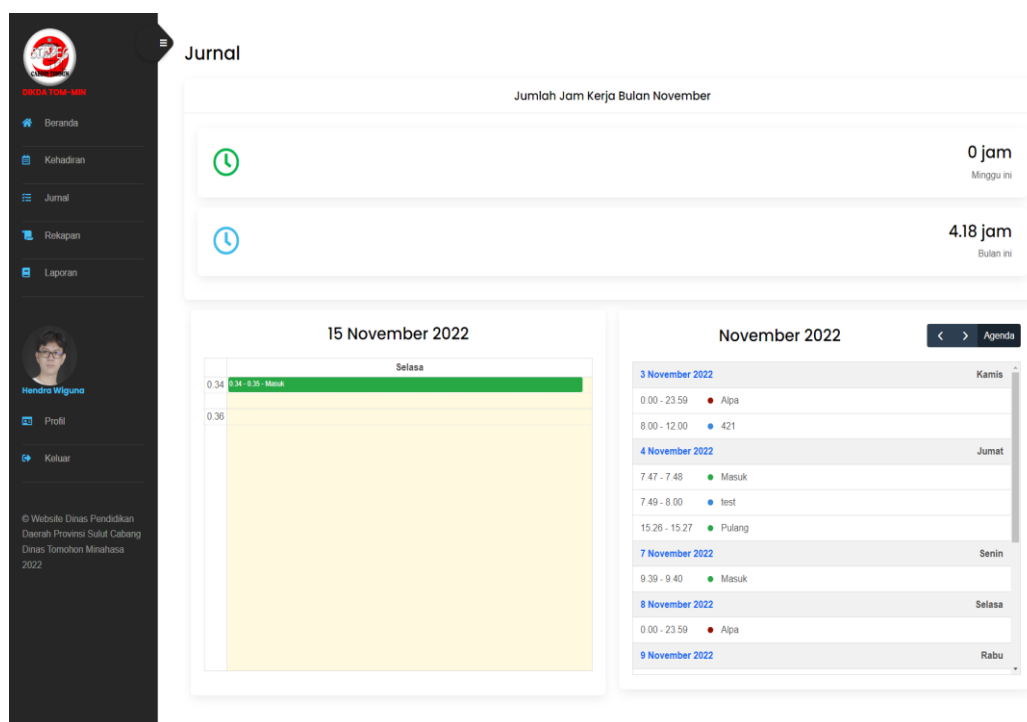 CABDIN TOMMIN
DIKDA TOM-MIN
Beranda
Kehadiran
Jurnal
Rekapan
Laporan
Hendra Wiguna
Profil
Keluar
© Website Dinas Pendidikan
Daerah Provinsi Sulut Cabang
Dinas Tomohon Minahasa
2022
Jurnal
Jumlah Jam Kerja Bulan November
0 jam
Minggu ini
4.18 jam
Bulan ini
15 November 2022
Selasa
0.34 0.34 - 0.35 - Masuk
0.36
November 2022 Agenda
3 November 2022 Kamis
0.00 - 23.59 Alpa
8.00 - 12.00 421
4 November 2022 Jumat
7.47 - 7.48 Masuk
7.49 - 8.00 test
15.26 - 15.27 Pulang
7 November 2022 Senin
9.39 - 9.40 Masuk
8 November 2022 Selasa
0.00 - 23.59 Alpa
9 November 2022 Rabu